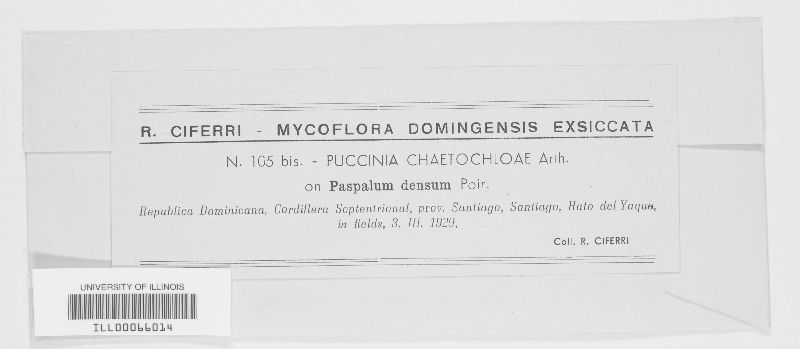 R. CIFERRI - MYCOFLORA DOMINGENSIS EXSICCATA
N. 105 bis. - PUCCINIA CHAETOCHLOAE Arth.
on Paspalum densum Poir.
Republica Dominicana, Cordillera Septentrional, prov. Santiago, Santiago, Hato del Yaque,
in fields, 3. III. 1929,
Coll. R. CIFERRI
UNIVERSITY OF ILLINOIS
ILL00066014